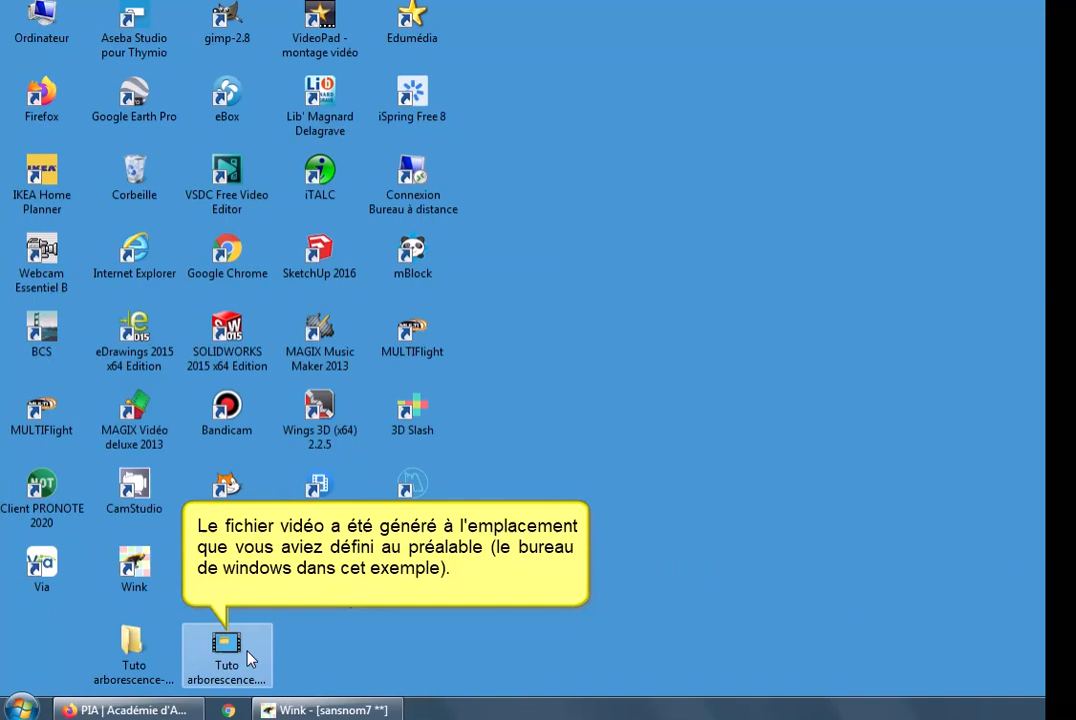 Ordinateur
Aseba Studio
pour Thymio
gimp-2.8
VideoPad -
montage vidéo
Edumédia
Firefox
Google Earth Pro
eBox
Lib' Magnard
Delagrave
iSpring Free 8
IKEA Home
Planner
Corbeille
VSDC Free Video
Editor
iTALC
Connexion
Bureau à distance
Webcam
Essentiel B
Internet Explorer
Google Chrome
SketchUp 2016
mBlock
BCS
eDrawings 2015
x64 Edition
SOLIDWORKS
2015 x64 Edition
MAGIX Music
Maker 2013
MULTIFlight
MULTIFlight
MAGIX Vidéo
deluxe 2013
Bandicam
Wings 3D (x64)
2.2.5
3D Slash
Client PRONOTE
2020
CamStudio
Le fichier vidéo a été généré à l'emplacement
que vous aviez défini au préalable (le bureau
de windows dans cet exemple).
Via
Wink
Tuto
arborescence-...
Tuto
arborescence....
PIA | Académie d'A...
Wink - [sansnom7 **]